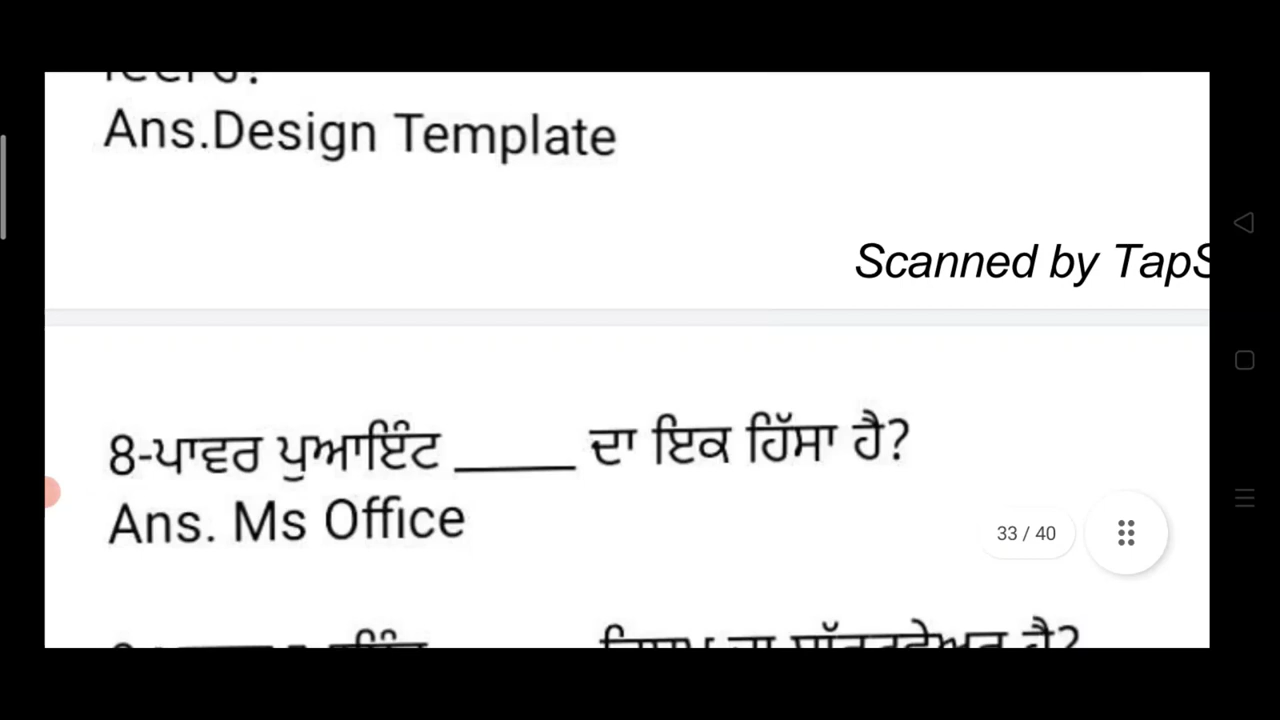 Ans.Design Template
Scanned by TapS
8-ਪਾਵਰ ਪੁਆਇੰਟ _____ ਦਾ ਇਕ ਹਿੱਸਾ ਹੈ?
Ans. Ms Office
33 / 40